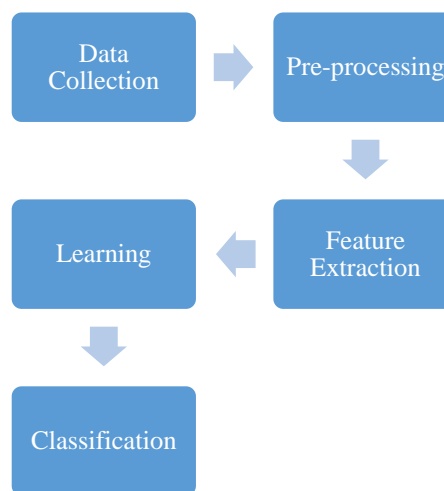 Data
Collection
Pre-processing
Feature
Extraction
Learning
Classification